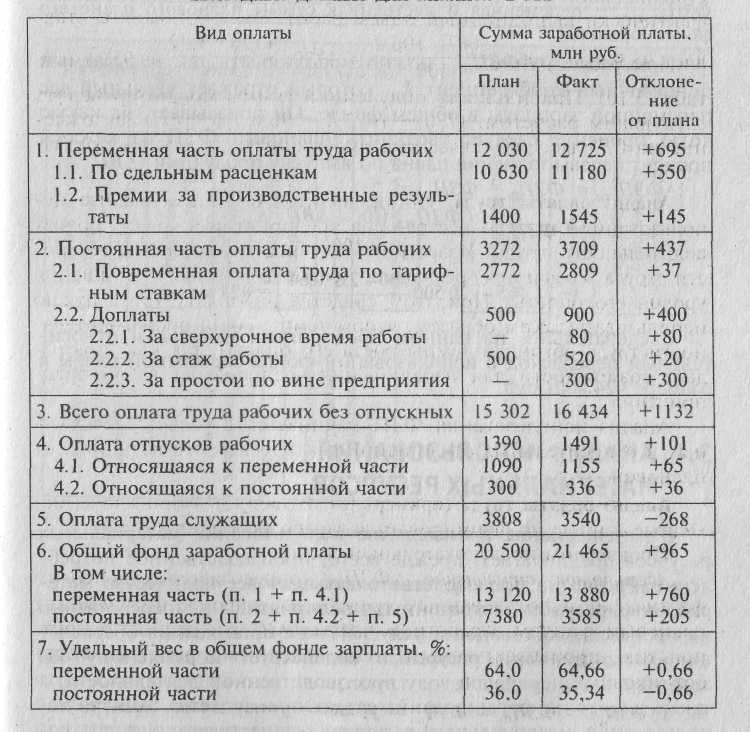 Вид оплаты Сумма заработной платы, млн руб.
План Факт Отклоне-
ние
от плана
1. Переменная часть оплаты труда рабочих 12 030 12 725 +695
1.1. По сдельным расценкам 10 630 11 180 +550
1.2. Премии за производственные резуль-
таты 1400 1545 +145
2. Постоянная часть оплаты труда рабочих 3272 3709 +437
2.1. Повременная оплата труда по тариф- 2772 2809 +37
ным ставкам
2.2. Доплаты 500 900 +400
2.2.1. За сверхурочное время работы — 80 +80
2.2.2. За стаж работы 500 520 +20
2.2.3. За простои по вине предприятия — 300 +300
3. Всего оплата труда рабочих без отпускных 15 302 16 434 +1132
4. Оплата отпусков рабочих 1390 1491 +101
4.1. Относящаяся к переменной части 1090 1155 +65
4.2. Относящаяся к постоянной части 300 336 +36
5. Оплата труда служащих 3808 3540 −268
6. Общий фонд заработной платы 20 500 21 465 +965
В том числе:
переменная часть (п. 1 + п. 4.1) 13 120 13 880 +760
постоянная часть (п. 2 + п. 4.2 + п. 5) 7380 3585 +205
7. Удельный вес в общем фонде зарплаты, %:
переменной части 64,0 64,66 +0,66
постоянной части 36.0 35,34 −0,66